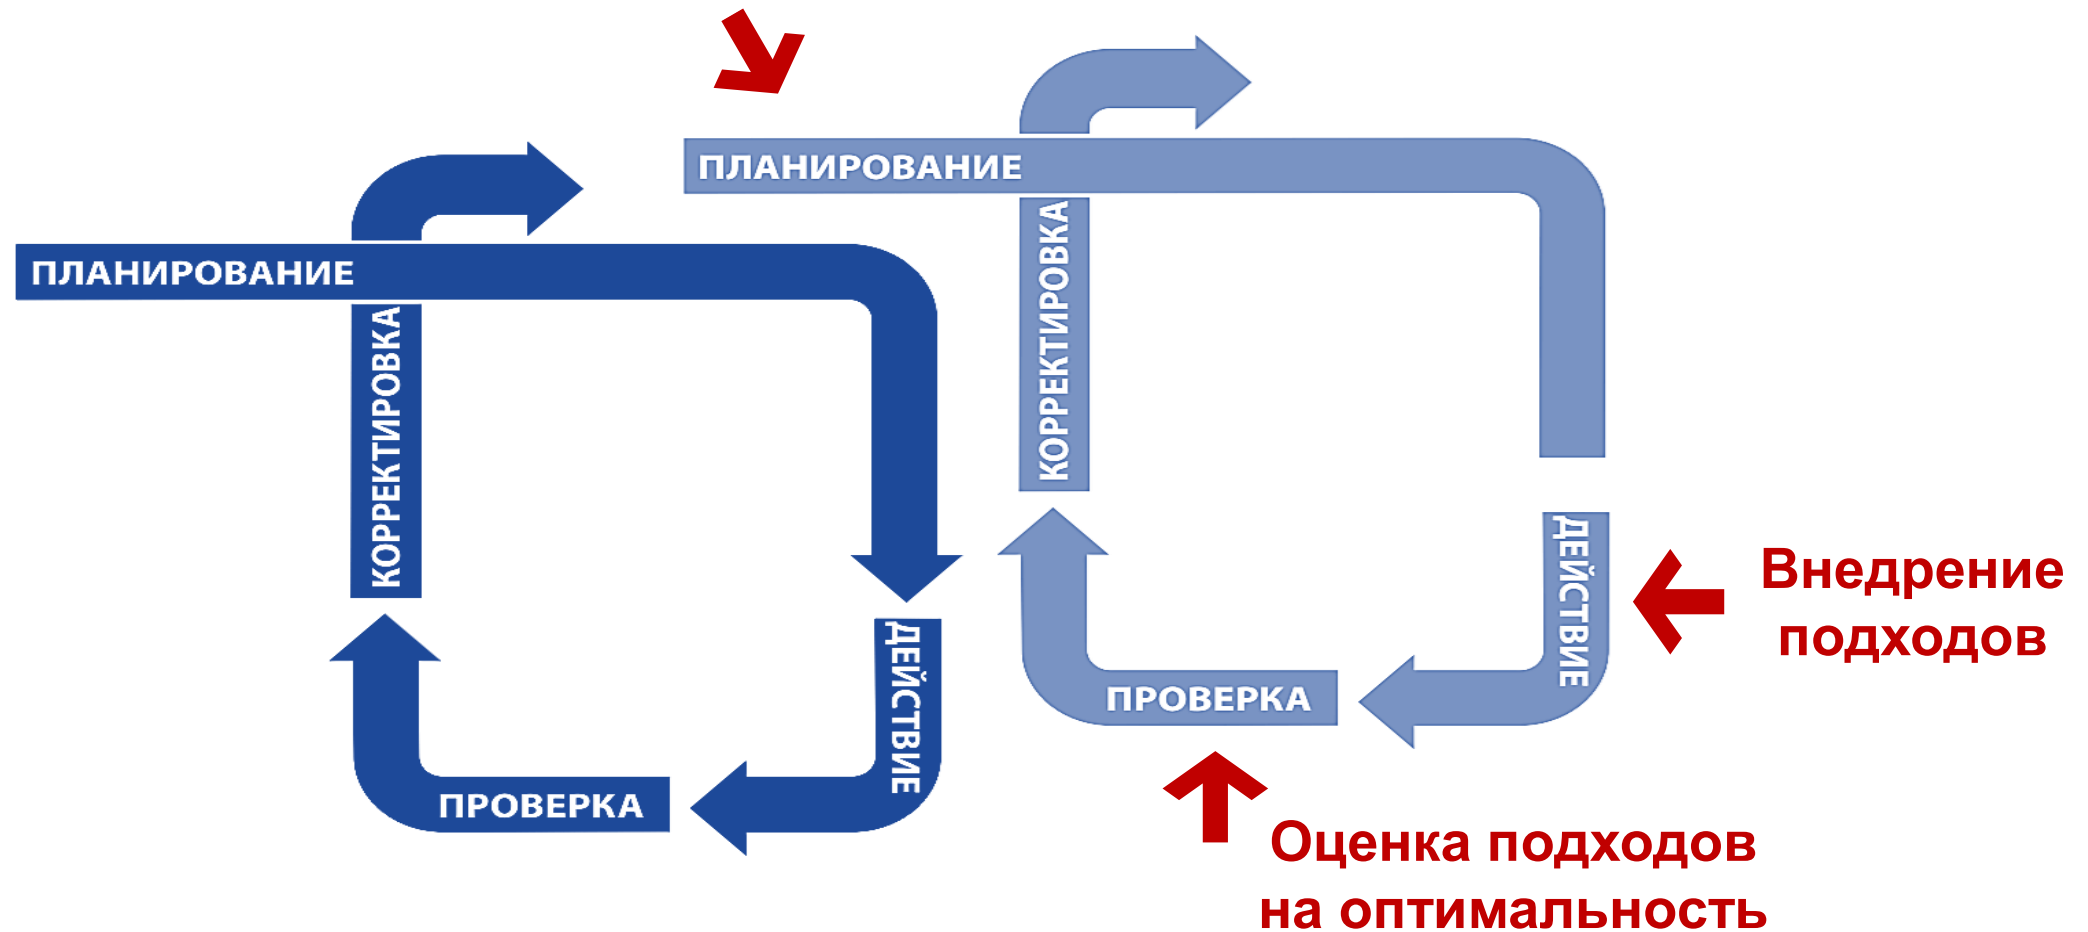 ПЛАНИРОВАНИЕ
КОРРЕКТИРОВКА
ДЕЙСТВИЕ
ПРОВЕРКА
ПЛАНИРОВАНИЕ
КОРРЕКТИРОВКА
ДЕЙСТВИЕ
ПРОВЕРКА
Внедрение
подходов
Оценка подходов
на оптимальность